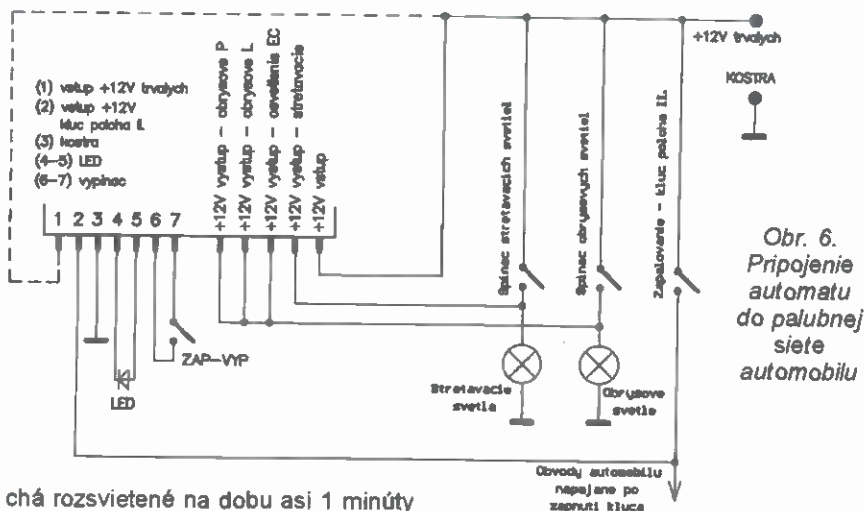 +12V trvalych
KOSTRA
(1) vstup +12V trvalych
(2) vstup +12V
kluc poloha II.
(3) kostra
(4-5) LED
(6-7) vypinac
+12V vystup - obrysove P
+12V vystup - obrysove L
+12V vystup - osvetlenie EC
+12V vystup - stretavacie
+12V vstup
1 2 3 4 5 6 7
Spinac stretavacich svetiel
Spinac obrysovych svetiel
Zapalovanie - kluc poloha II.
ZAP-VYP
LED
Stretavacie
svetla
Obrysove
svetla
Obvody automobilu
napajane po
zapnuti kluca
Obr. 6.
Pripojenie
automatu
do palubnej
siete
automobilu
chá rozsvietené na dobu asi 1 minúty